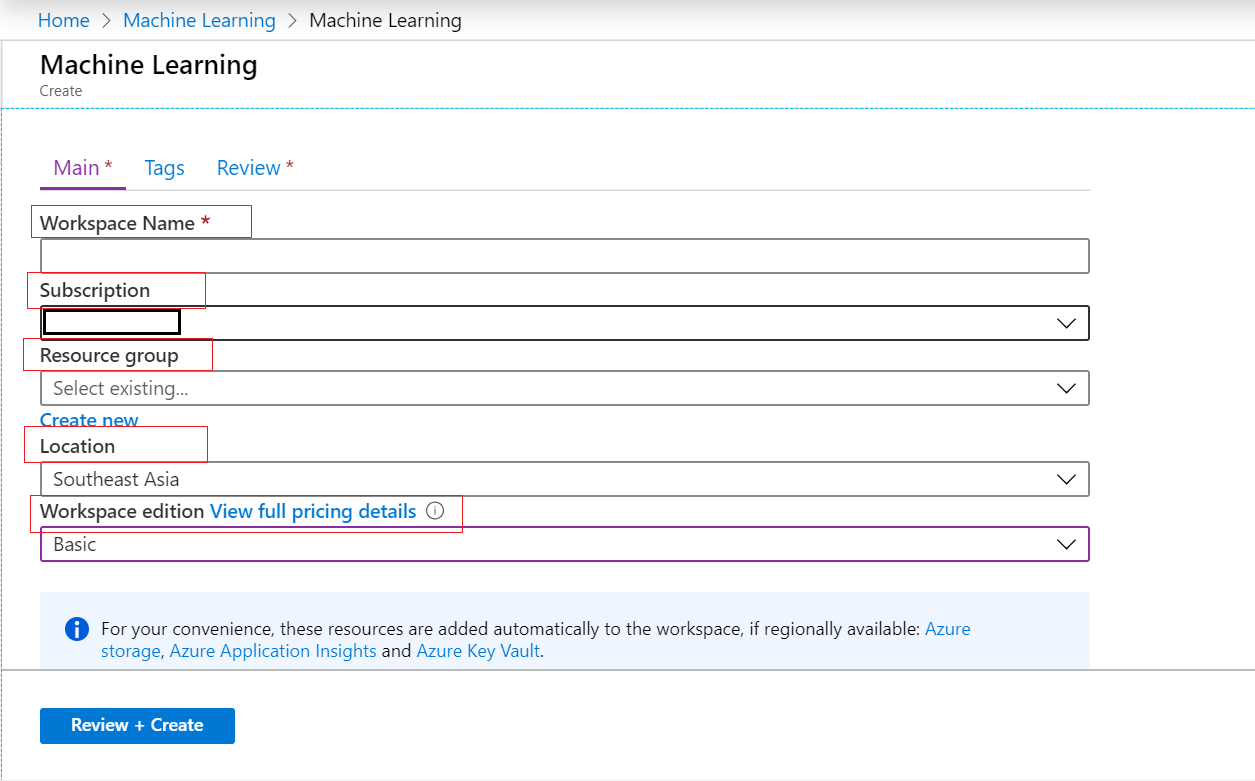 Home > Machine Learning > Machine Learning
Machine Learning
Create
Main * Tags Review *
Workspace Name *
Subscription
Resource group
Select existing...
Create new
Location
Southeast Asia
Workspace edition View full pricing details
Basic
For your convenience, these resources are added automatically to the workspace, if regionally available: Azure
storage, Azure Application Insights and Azure Key Vault.
Review + Create